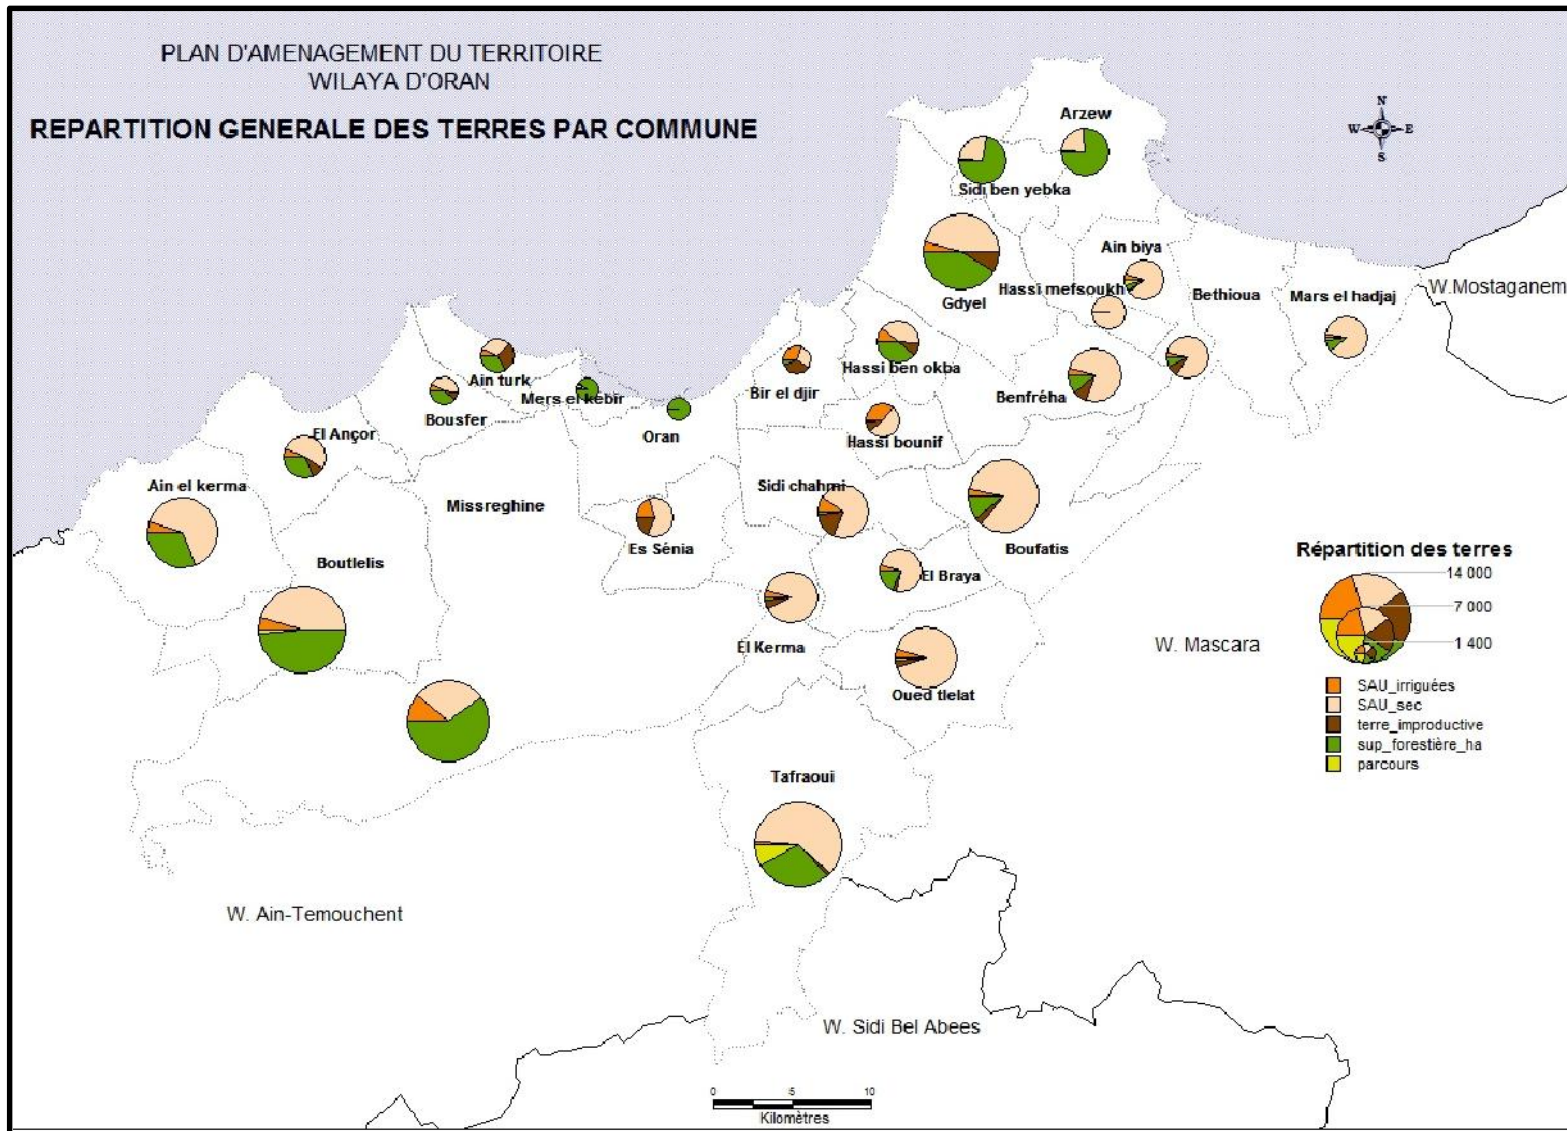 PLAN D'AMENAGEMENT DU TERRITOIRE
WILAYA D'ORAN
REPARTITION GENERALE DES TERRES PAR COMMUNE
N
W E
S
Arzew
Sidi ben yebka
Ain biya
Hassi mefsoukh
Gdyel
Bethioua
Mars el hadjaj
W.Mostaganem
Ain turk
Mers el kebir
Bousfer
Hassi ben okba
Bir el djir
Benfréha
Oran
Hassi bounif
El Ançor
Ain el kerma
Missreghine
Sidi chahmi
Es Sénia
Boufatis
Boutlelis
El Braya
El Kerma
Oued tlelat
W. Mascara
Répartition des terres
14 000
7 000
1 400
SAU_irriguées
SAU_sec
terre_improductive
sup_forestière_ha
parcours
Tafraoui
W. Ain-Temouchent
W. Sidi Bel Abees
0 5 10
Kilomètres